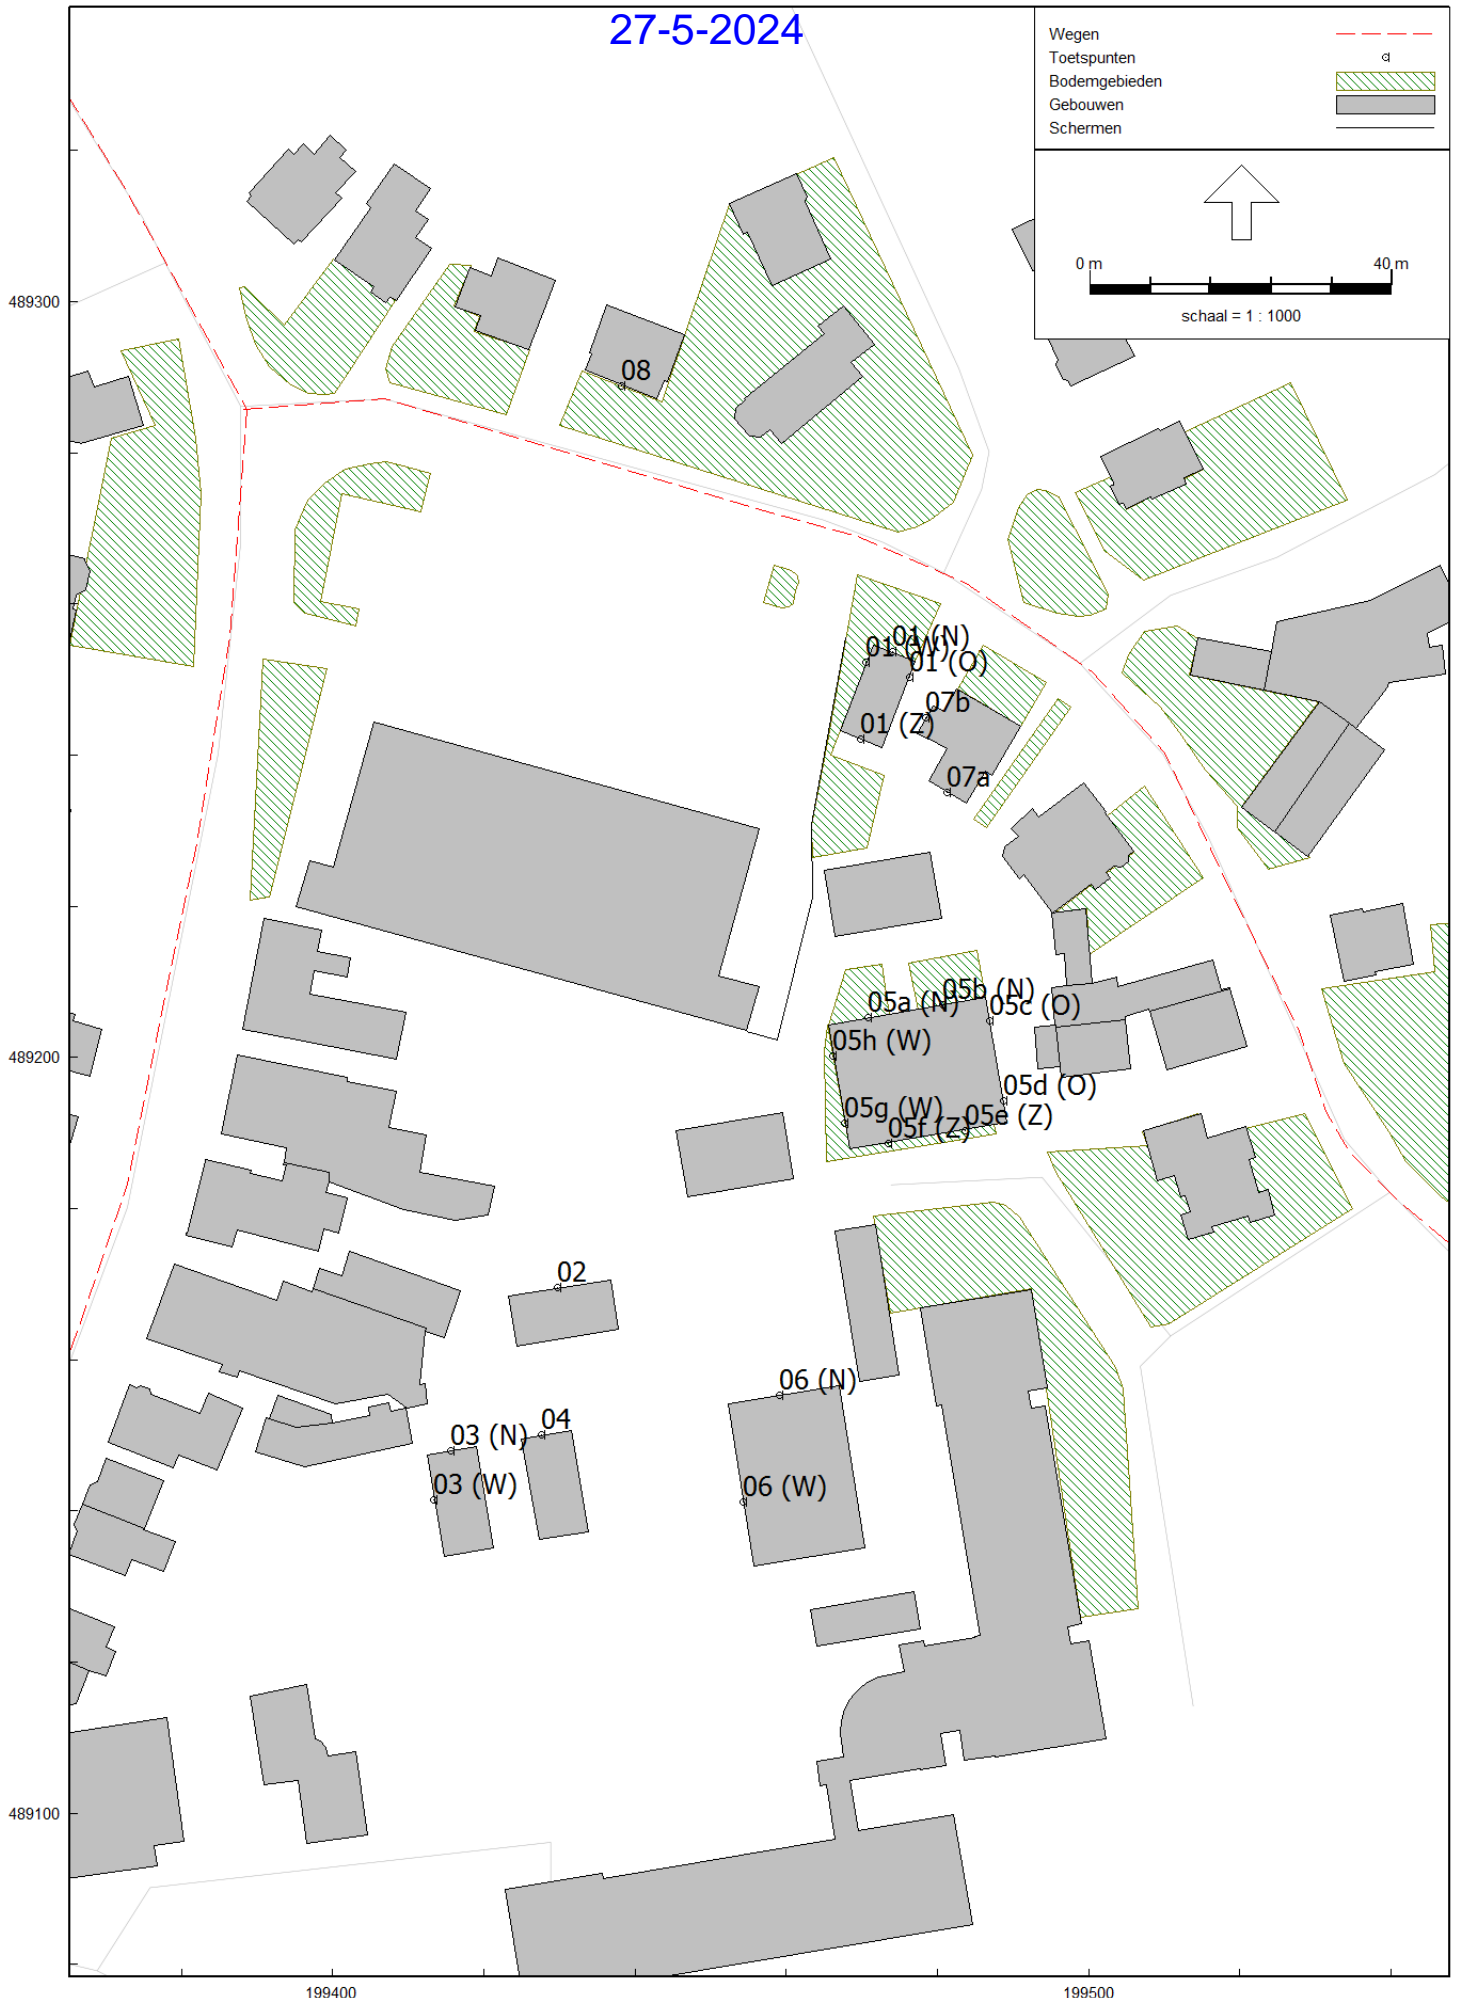 27-5-2024
Wegen
Toetspunten
Bodemgebieden
Gebouwen
Schermen
0 m 40 m
schaal = 1 : 1000
489300
08
01 (N)
01 (W)
01 (O)
07b
01 (Z)
07a
05b (N)
05a (N)
05c (O)
489200
05h (W)
05d (O)
05g (W)
05e (Z)
05f (Z)
02
06 (N)
04
03 (N)
03 (W)
06 (W)
489100
199400 199500